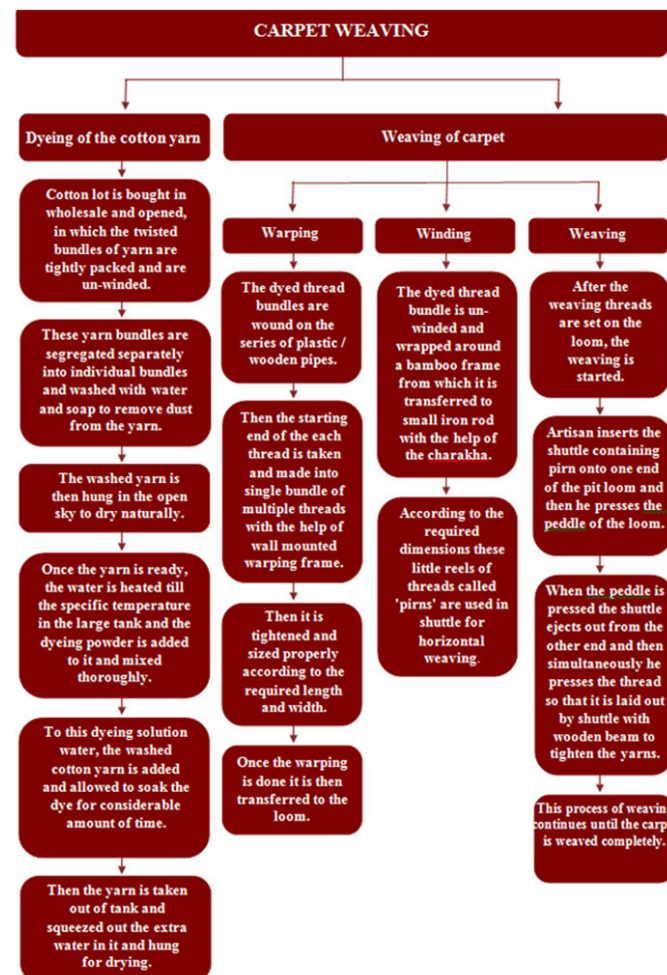 CARPET WEAVING
Dyeing of the cotton yarn
Cotton lot is bought in
wholesale and opened,
in which the twisted
bundles of yarn are
tightly packed and are
un-winded.
These yarn bundles are
segregated separately
into individual bundles
and washed with water
and soap to remove dust
from the yarn.
The washed yarn is
then hung in the open
sky to dry naturally.
Once the yarn is ready,
the water is heated till
the specific temperature
in the large tank and the
dyeing powder is added
to it and mixed
thoroughly.
To this dyeing solution
water, the washed
cotton yarn is added
and allowed to soak the
dye for considerable
amount of time.
Then the yarn is taken
out of tank and
squeezed out the extra
water in it and hung
for drying.
Weaving of carpet
Warping
The dyed thread
bundles are
wound on the
series of plastic /
wooden pipes.
Then the starting
end of the each
thread is taken
and made into
single bundle of
multiple threads
with the help of
wall mounted
warping frame.
Then it is
tightened and
sized properly
according to the
required length
and width.
Once the warping
is done it is then
transferred to the
loom.
Winding
The dyed thread
bundle is un-
winded and
wrapped around
a bamboo frame
from which it is
transferred to
small iron rod
with the help of
the charakha.
According to the
required
dimensions these
little reels of
threads called
'pirns' are used in
shuttle for
horizontal
weaving.
Weaving
After the
weaving threads
are set on the
loom, the
weaving is
started.
Artisan inserts the
shuttle containing
pirn onto one end
of the pit loom and
then he presses the
peddle of the loom.
When the peddle is
pressed the shuttle
ejects out from the
other end and then
simultaneously he
presses the thread
so that it is laid out
by shuttle with
wooden beam to
tighten the yarns.
This process of weavin
continues until the carp
is weaved completely.